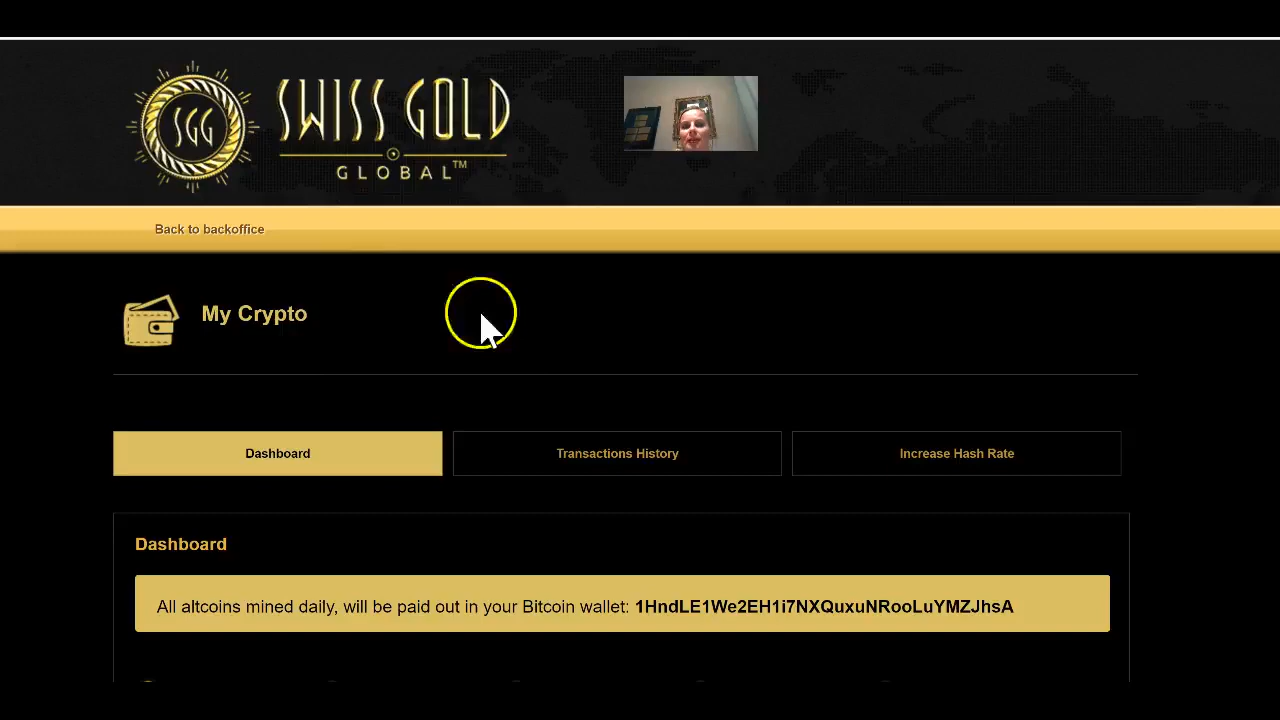 SGG
SWISS GOLD
GLOBAL™
Back to backoffice
My Crypto
Dashboard
Transactions History
Increase Hash Rate
Dashboard
All altcoins mined daily, will be paid out in your Bitcoin wallet: 1HndLE1We2EH1i7NXQuxuNRooLuYMZJhsA